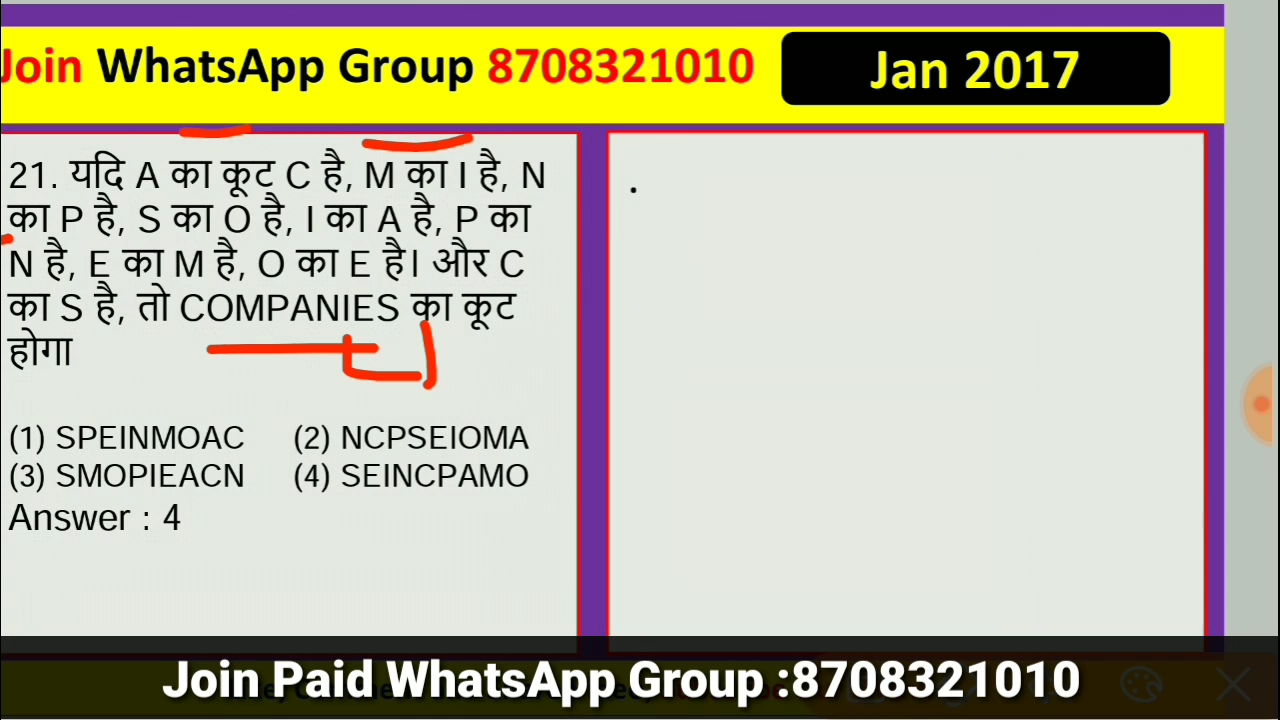 Join WhatsApp Group 8708321010
Jan 2017
21. यदि A का कूट C है, M का I है, N
का P है, S का O है, I का A है, P का
N है, E का M है, O का E है। और C
का S है, तो COMPANIES का कूट
होगा
(1) SPEINMOAC (2) NCPSEIOMA
(3) SMOPIEACN (4) SEINCPAMO
Answer : 4
Join Paid WhatsApp Group :8708321010